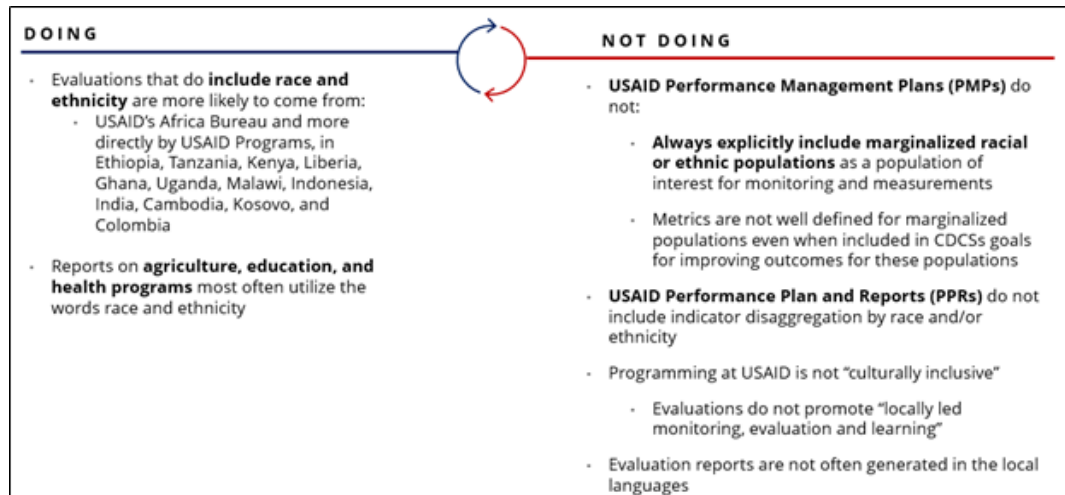 DOING
· Evaluations that do include race and
ethnicity are more likely to come from:
· USAID's Africa Bureau and more
directly by USAID Programs, in
Ethiopia, Tanzania, Kenya, Liberia,
Ghana, Uganda, Malawi, Indonesia,
India, Cambodia, Kosovo, and
Colombia
· Reports on agriculture, education, and
health programs most often utilize the
words race and ethnicity
NOT DOING
· USAID Performance Management Plans (PMPs) do
not:
· Always explicitly include marginalized racial
or ethnic populations as a population of
interest for monitoring and measurements
· Metrics are not well defined for marginalized
populations even when included in CDCSs goals
for improving outcomes for these populations
· USAID Performance Plan and Reports (PPRs) do not
include indicator disaggregation by race and/or
ethnicity
· Programming at USAID is not “culturally inclusive”
· Evaluations do not promote “locally led
monitoring, evaluation and learning”
· Evaluation reports are not often generated in the local
languages